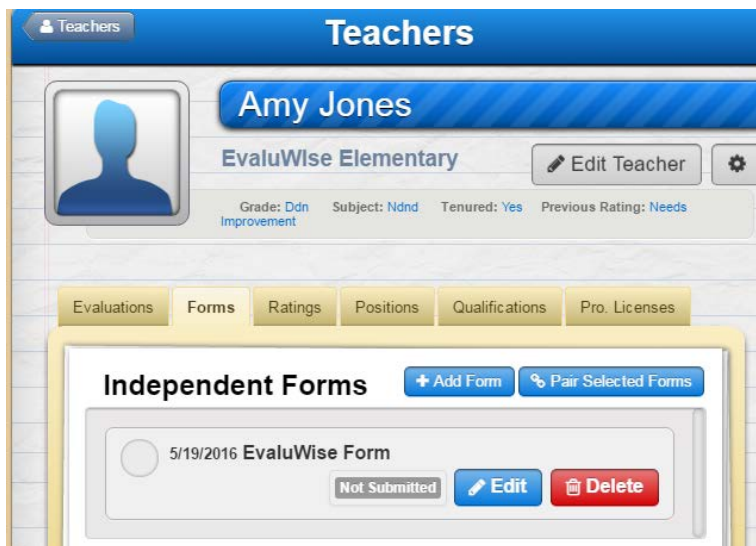 Teachers
Teachers
Amy Jones
EvaluWIse Elementary
Edit Teacher
Grade: Ddn Subject: Ndnd Tenured: Yes Previous Rating: Needs
Improvement
Evaluations Forms Ratings Positions Qualifications Pro. Licenses
Independent Forms + Add Form Pair Selected Forms
5/19/2016 EvaluWise Form
Not Submitted Edit Delete